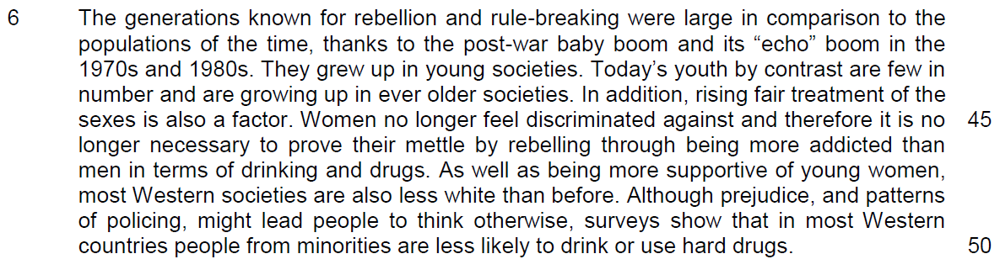 6 The generations known for rebellion and rule-breaking were large in comparison to the
populations of the time, thanks to the post-war baby boom and its “echo” boom in the
1970s and 1980s. They grew up in young societies. Today’s youth by contrast are few in
number and are growing up in ever older societies. In addition, rising fair treatment of the
sexes is also a factor. Women no longer feel discriminated against and therefore it is no 45
longer necessary to prove their mettle by rebelling through being more addicted than
men in terms of drinking and drugs. As well as being more supportive of young women,
most Western societies are also less white than before. Although prejudice, and patterns
of policing, might lead people to think otherwise, surveys show that in most Western
countries people from minorities are less likely to drink or use hard drugs. 50